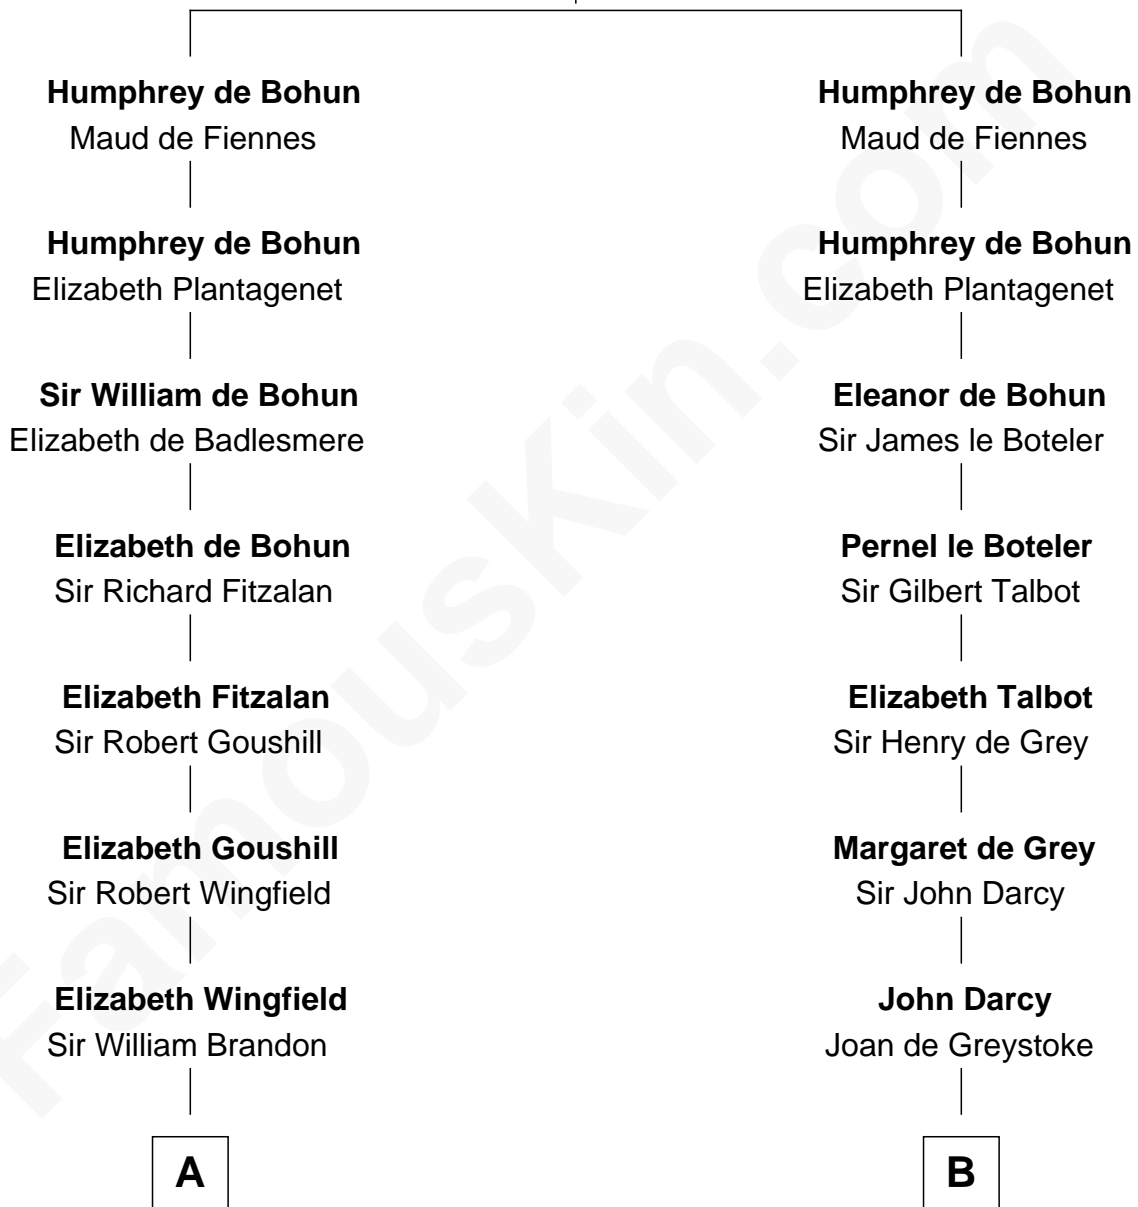 Humphrey de Bohun
Maud de Fiennes
Humphrey de Bohun
Elizabeth Plantagenet
Sir William de Bohun
Elizabeth de Badlesmere
Elizabeth de Bohun
Sir Richard Fitzalan
Elizabeth Fitzalan
Sir Robert Goushill
Elizabeth Goushill
Sir Robert Wingfield
Elizabeth Wingfield
Sir William Brandon
A
Humphrey de Bohun
Maud de Fiennes
Humphrey de Bohun
Elizabeth Plantagenet
Eleanor de Bohun
Sir James le Boteler
Pernel le Boteler
Sir Gilbert Talbot
Elizabeth Talbot
Sir Henry de Grey
Margaret de Grey
Sir John Darcy
John Darcy
Joan de Greystoke
B
FamousKin.com